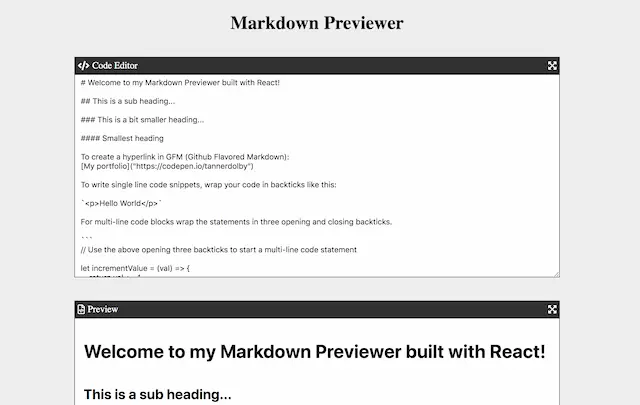 Markdown Previewer
Code Editor
# Welcome to my Markdown Previewer built with React!
## This is a sub heading...
### This is a bit smaller heading...
#### Smallest heading
To create a hyperlink in GFM (Github Flavored Markdown):
[My portfolio]("https://codepen.io/tannerdolby")
To write single line code snippets, wrap your code in backticks like this:
`<p>Hello World</p>`
For multi-line code blocks wrap the statements in three opening and closing backticks.
```
// Use the above opening three backticks to start a multi-line code statement
let incrementValue = (val) => {
Preview
Welcome to my Markdown Previewer built with React!
This is a sub heading...